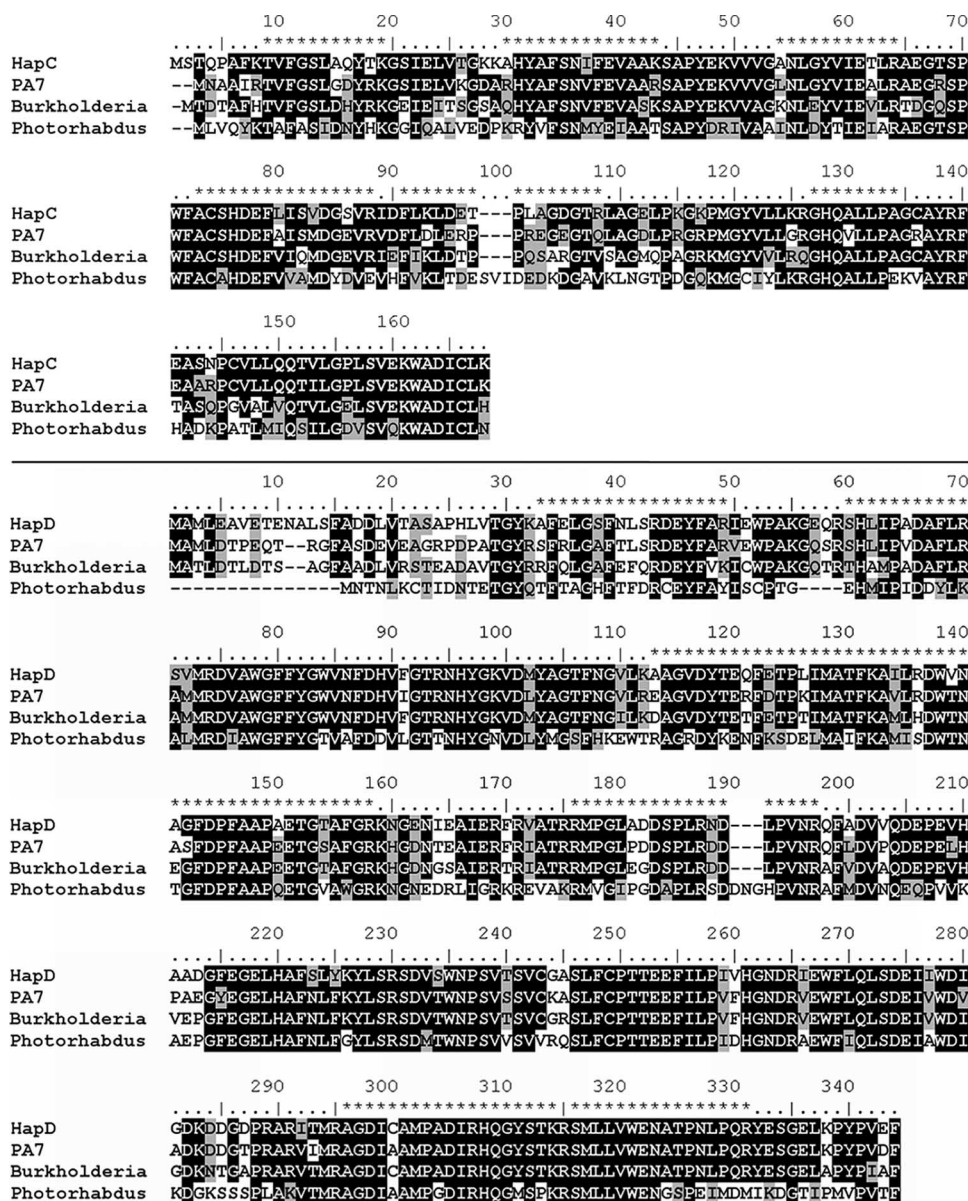 10 20 30 40 50 60 70
HapC MSTQPAFKTVFGSLAQYTKGSIELVTGKKAHYAFSNIFEVAAKSAPYEKVVVGANLGYVIETLRAEGTSP
PA7 --MNAAIRTVFGSLDMYRKGSIELVKGDARHYAFSNVFEVAARSAPYEKVVVGLNLGYVIEALRAEGRSP
Burkholderia -MTDTAFHTVFGSLDHYRKGEIEITSGSAQHYAFSNVFEVASKSAPYEKVVAGKNLEYVIEVLRTDGQSP
Photorhabdus --MLVQYKTAFASIDNYHKGGIQALVEDPKRYVFSNMYEIAATSAPYDRIVAAINLDYTIEIARAEGTSP
80 90 100 110 120 130 140
HapC WFACSHDEFLISVDGSVRIDFLKLDET---PLAGDGTRLAGELPKGKPMGYVLLKRGHQALLPAGCAYRF
PA7 WFACSHDEFAISMDGEVRVDFLDLERP---PREGEGTQLAGDLPRGRPMGYVLLGRGHQVLLPAGRAYRF
Burkholderia WFACSHDEFVIQMDGEVRIEFIKLDTP---PQSARGTVSAGMQPAGRKMGYVVLRQGHQALLPAGCAYRF
Photorhabdus WFACAHDEFVVAMDYDVEVHFVKLTDESVIDEDKDGAVKLNGTPDGQKMGCIYLKRGHQALLPEKVAYRF
150 160
HapC EASNPCVLLQQTVLGPLSVEKWADICLK
PA7 EAARPCVLLQQTILGPLSVEKWADICLK
Burkholderia TASQPGVALVQTVLGELSVEKWADICLH
Photorhabdus HADKPATLMIQSILGDVSVQKWADICLN
10 20 30 40 50 60 70
HapD MAMLEAVETENALSFADDLVTASAPHLVTGYKAFELGSFNLSRDEYFARIEWPAKGEQRSHLIPADAFLR
PA7 MAMLDTPEQT--RGFASDEVEAGRPDPATGYRSFRLGAFTLSRDEYFARVEWPAKGQSRSHLIPVDAFLR
Burkholderia MATLDTLDTS--AGFAADLVRSTEADAVTGYRRFQLGAFEFQRDEYFVKICWPAKGQTRTHAMPADAFLR
Photorhabdus ---------------MNTNLKCTIDNTETGYQTFTAGHFTFDRCEYFAYLSCPTG----EHMIPIDDYLK
80 90 100 110 120 130 140
HapD SVMRDVAWGFFYGWVNFDHVFGTRNHYGKVDMYAGTFNGVLKAAGVDYTEQFETPLIMATFKAILRDWVN
PA7 AMMRDVAWGFFYGWVNFDHVIGTRNHYGKVDLYAGTFNGVLREAGVDYTERFDTPKIMATFKAMLRDWTN
Burkholderia AMMRDVAWGFFYGWVNFDHVFGTRNHYGKVDMYAGTFNGILKDAGVDYTETFETPTIMATFKAMLHDWTN
Photorhabdus ALMRDIAWGFFYGTVAFDDVLGTTNHYGNVDLYMGSFHKEWTRAGRDYKENFKSDELMAIFKAMISDWTN
150 160 170 180 190 200 210
HapD AGFDPFAAPAETGTAFGRKNGENIEAIERFRVATRRMPGLADDSPLRND---LPVNRQFADVVQDEPEVH
PA7 ASFDPFAAPEETGSAFGRKHGDNTEAIERFRIATRRMPGLPDDSPLRDD---LPVNRQFLDVPQDEPELH
Burkholderia EGFDPFAAPEETGTAFGRKHGDNGSAIERTRIATRRMPGLEGDSPLRDD---LPVNRAFVDVAQDEPEVH
Photorhabdus TGFDPFAAPQETGVAWGRKNGNEDRLIGRKREVAKRMVGIPGDAPLRSDDNGHPVNRAFMDVNQEQPVVK
220 230 240 250 260 270 280
HapD AADGFEGELHAFSLYKYLSRSDVSWNPSVTSVCGASLFCPTTEEFILPIVHGNDRIEWFLQLSDEIIWDI
PA7 PAEGYEGELHAFNLFKYLSRSDVTWNPSVSSVCKASLFCPTTEEFILPVFHGNDRVEWFLQLSDEIVWDV
Burkholderia VEPGFEGELHAFNLFKYLSRSDVTWNPSVTSVCGRSLFCPTTEEFILPVFHGNDRVEWFLQLSDEIVWDI
Photorhabdus AEPGFEGELHAFNLFGYLSRSDMTWNPSVVSVVRQSLFCPTTEEFILPIDHGNDRAEWFIQLSDEIAWDI
290 300 310 320 330 340
HapD GDKDDGDPRARITMRAGDICAMPADIRHQGYSTKRSMLLVWENATPNLPQRYESGELKPYPVEF
PA7 ADKDDGTPRARVIMRAGDIAAMPADIRHQGYSTKRSMLLVWENATPNLPQRYESGELKPYPVDF
Burkholderia GDKNTGAPRARVTMRAGDICAMPADIRHQGYSTKRSMLLVWENATPNLPQRYESGELAPYPIAF
Photorhabdus KDGKSSSPLAKVTMRAGDIAAMPGDIRHQGMSPKRSMLLVWENGSPEIMDMIKDGTIPMVPVTF